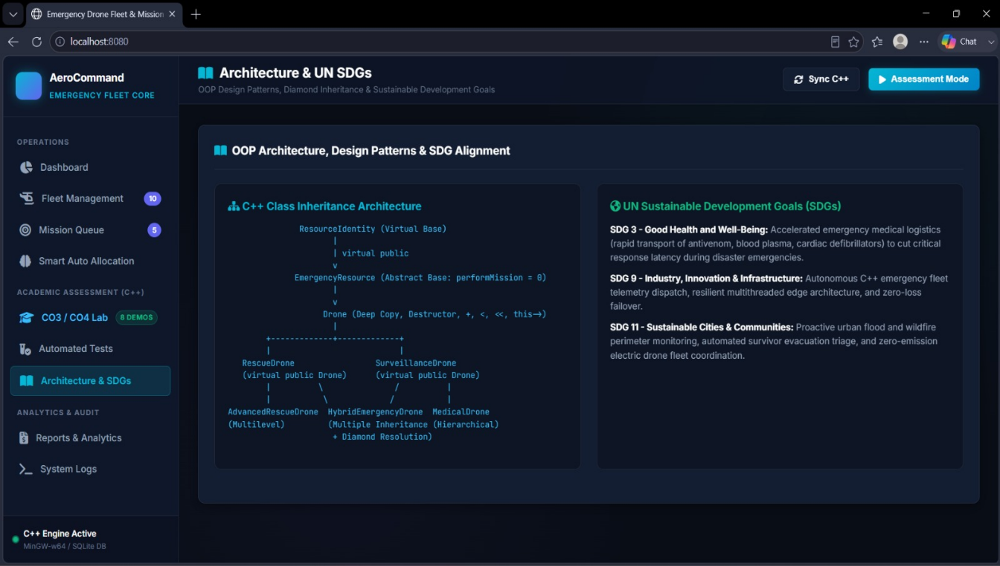 Emergency Drone Fleet & Mission
localhost:8080
Chat
AeroCommand
EMERGENCY FLEET CORE
OPERATIONS
Dashboard
Fleet Management 10
Mission Queue 5
Smart Auto Allocation
ACADEMIC ASSESSMENT (C++)
CO3 / CO4 Lab 8 DEMOS
Automated Tests
Architecture & SDGs
ANALYTICS & AUDIT
Reports & Analytics
System Logs
C++ Engine Active
MinGW-w64 / SQLite DB
Architecture & UN SDGs
OOP Design Patterns, Diamond Inheritance & Sustainable Development Goals
Sync C++
Assessment Mode
OOP Architecture, Design Patterns & SDG Alignment
C++ Class Inheritance Architecture
ResourceIdentity (Virtual Base)
|
| virtual public
v
EmergencyResource (Abstract Base: performMission = 0)
|
v
Drone (Deep Copy, Destructor, +, <, <<, this->)
|
+-------------+-------------+
| |
RescueDrone SurveillanceDrone
(virtual public Drone) (virtual public Drone)
| \ / |
| \ / |
AdvancedRescueDrone HybridEmergencyDrone MedicalDrone
(Multilevel) (Multiple Inheritance (Hierarchical)
+ Diamond Resolution)
UN Sustainable Development Goals (SDGs)
SDG 3 - Good Health and Well-Being: Accelerated emergency medical logistics
(rapid transport of antivenom, blood plasma, cardiac defibrillators) to cut critical
response latency during disaster emergencies.
SDG 9 - Industry, Innovation & Infrastructure: Autonomous C++ emergency fleet
telemetry dispatch, resilient multithreaded edge architecture, and zero-loss
failover.
SDG 11 - Sustainable Cities & Communities: Proactive urban flood and wildfire
perimeter monitoring, automated survivor evacuation triage, and zero-emission
electric drone fleet coordination.